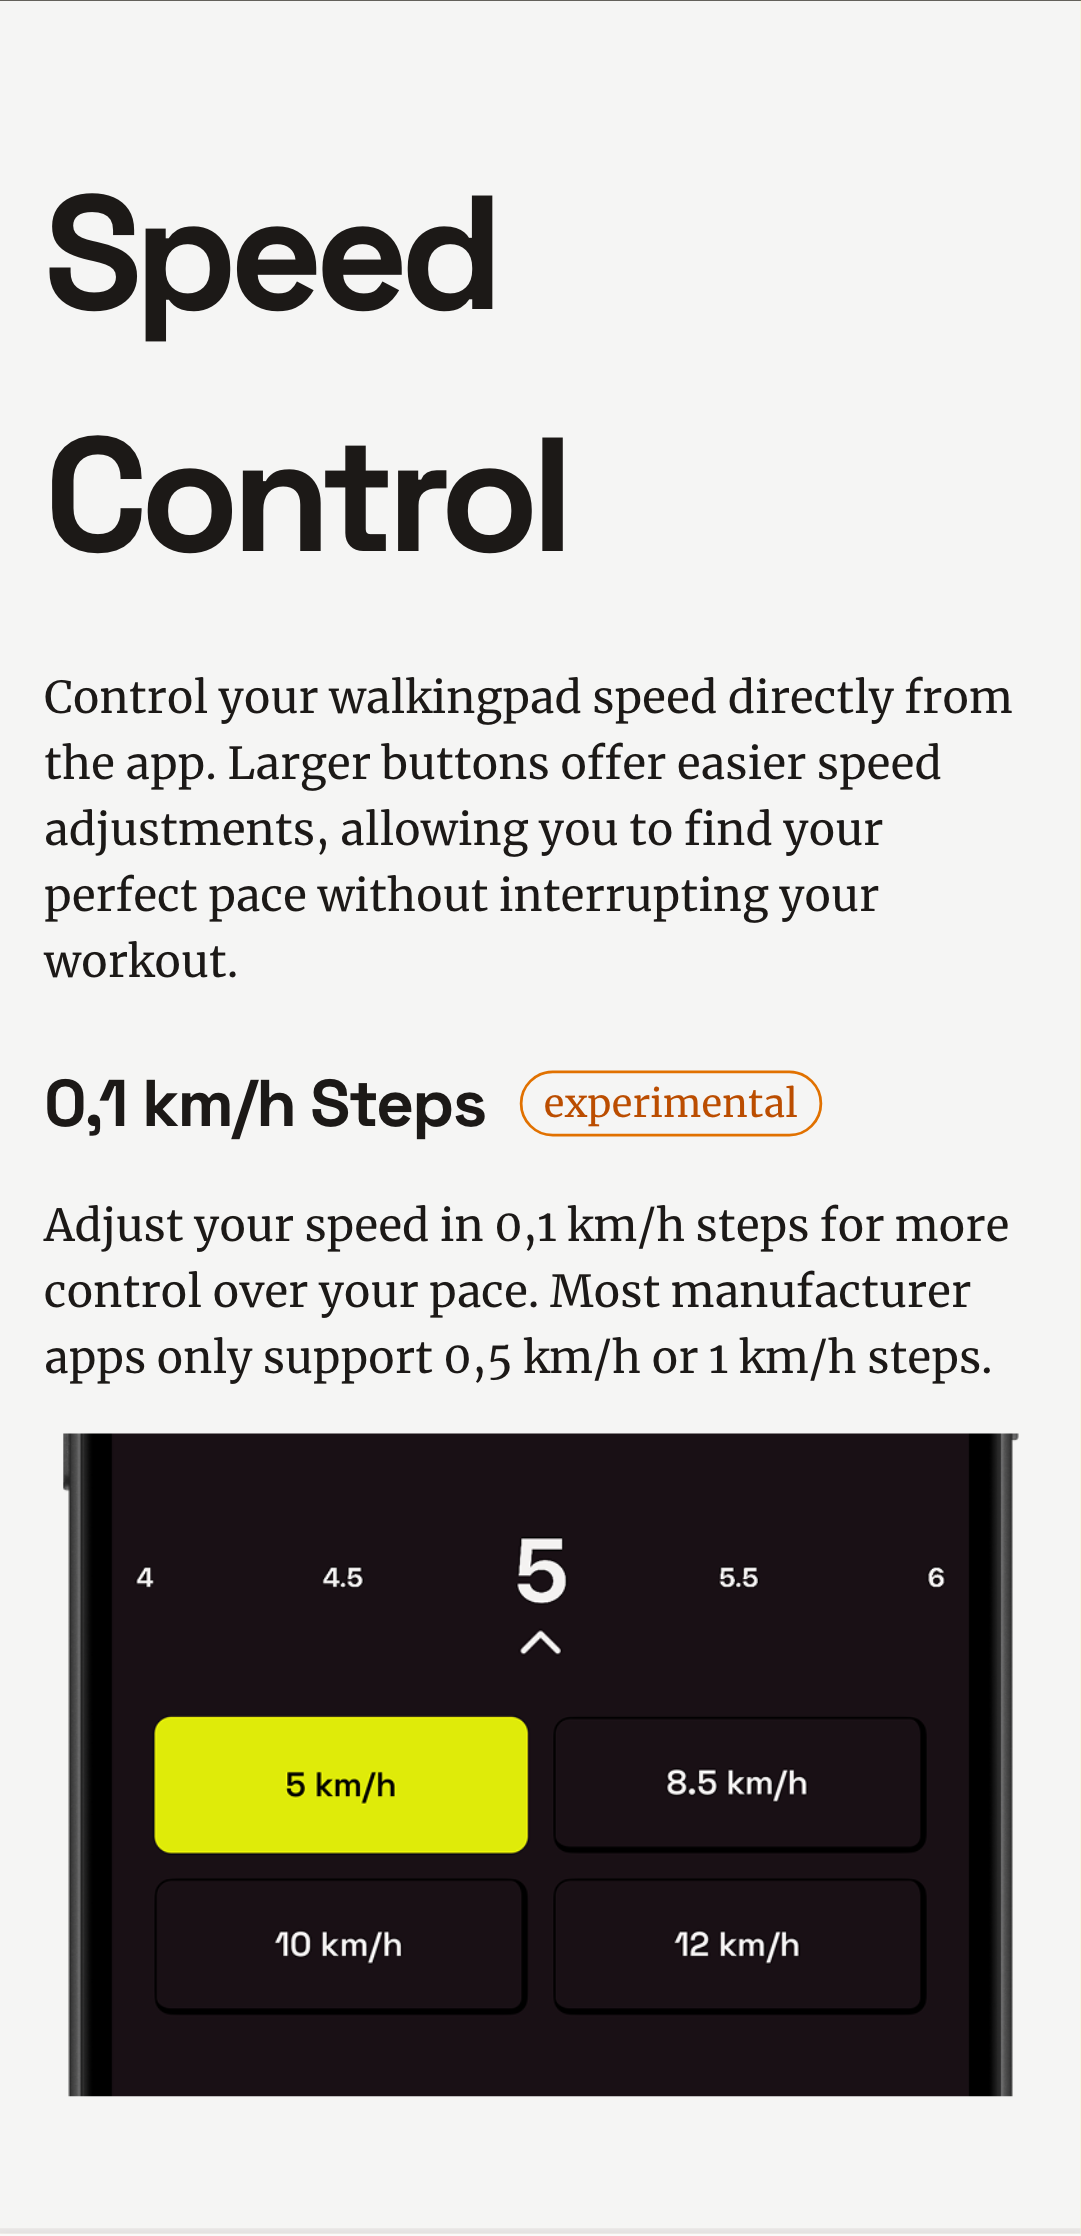 Speed
Control
Control your walkingpad speed directly from
the app. Larger buttons offer easier speed
adjustments, allowing you to find your
perfect pace without interrupting your
workout.
0,1 km/h Steps experimental
Adjust your speed in 0,1 km/h steps for more
control over your pace. Most manufacturer
apps only support 0,5 km/h or 1 km/h steps.
4 4.5 5 5.5 6
5 km/h 8.5 km/h
10 km/h 12 km/h